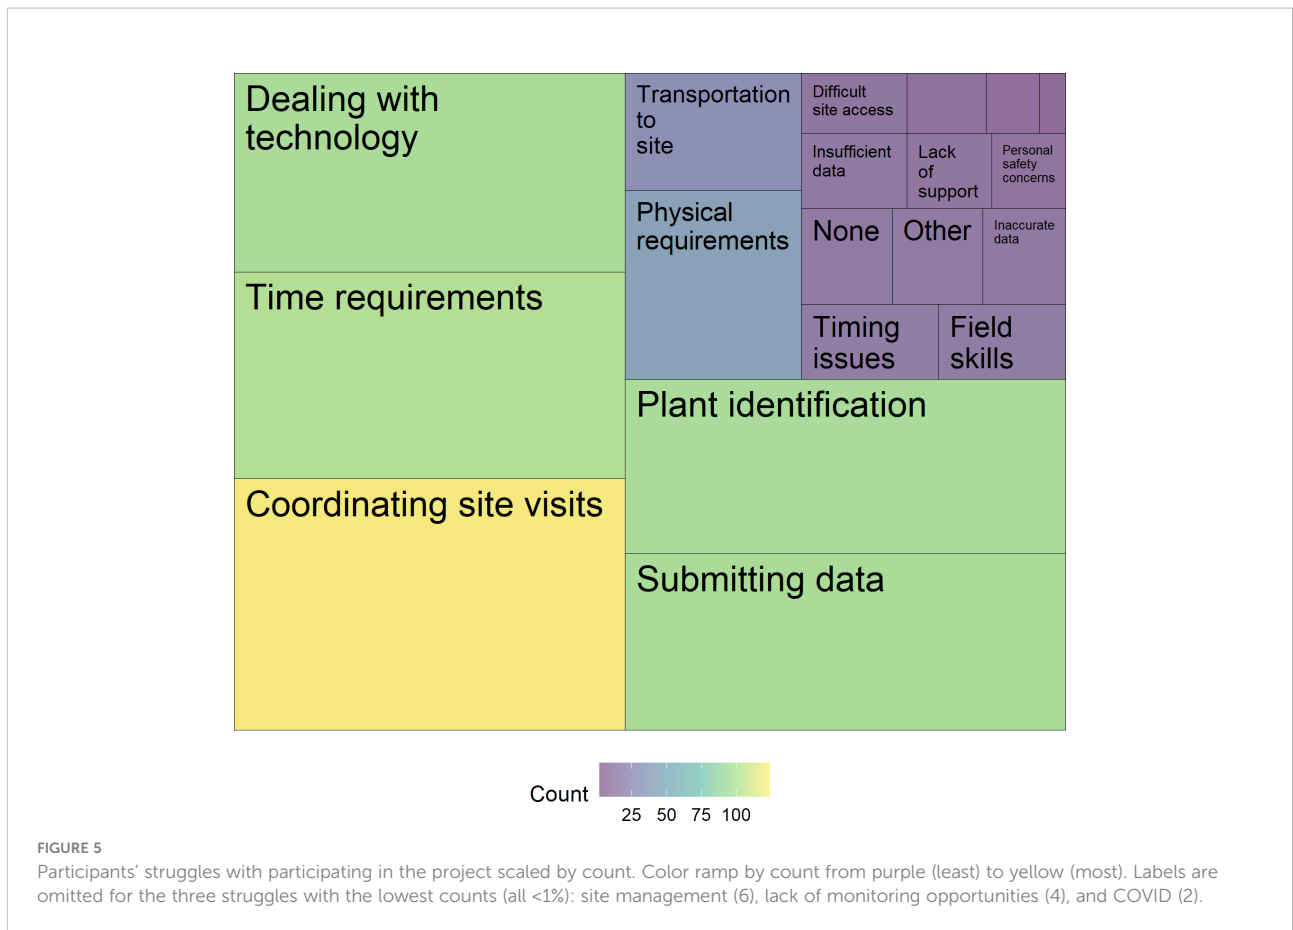 Dealing with
technology
Time requirements
Coordinating site visits
Transportation
to
site
Physical
requirements
Difficult
site access
Insufficient
data
Lack
of
support
Personal
safety
concerns
None
Other
Inaccurate
data
Timing
issues
Field
skills
Plant identification
Submitting data
Count
25 50 75 100
FIGURE 5
Participants’ struggles with participating in the project scaled by count. Color ramp by count from purple (least) to yellow (most). Labels are
omitted for the three struggles with the lowest counts (all <1%): site management (6), lack of monitoring opportunities (4), and COVID (2).